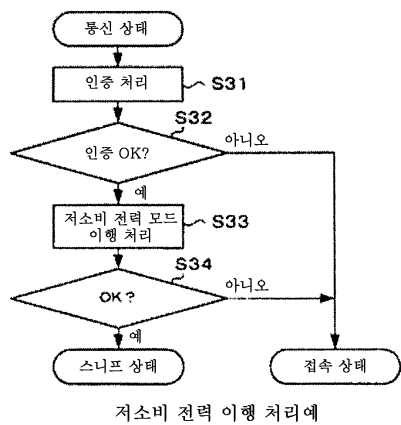 통신 상태
인증 처리
S31
S32
인증 OK?
아니오
예
저소비 전력 모드
이행 처리
S33
S34
OK?
아니오
예
스니프 상태
접속 상태
저소비 전력 이행 처리예